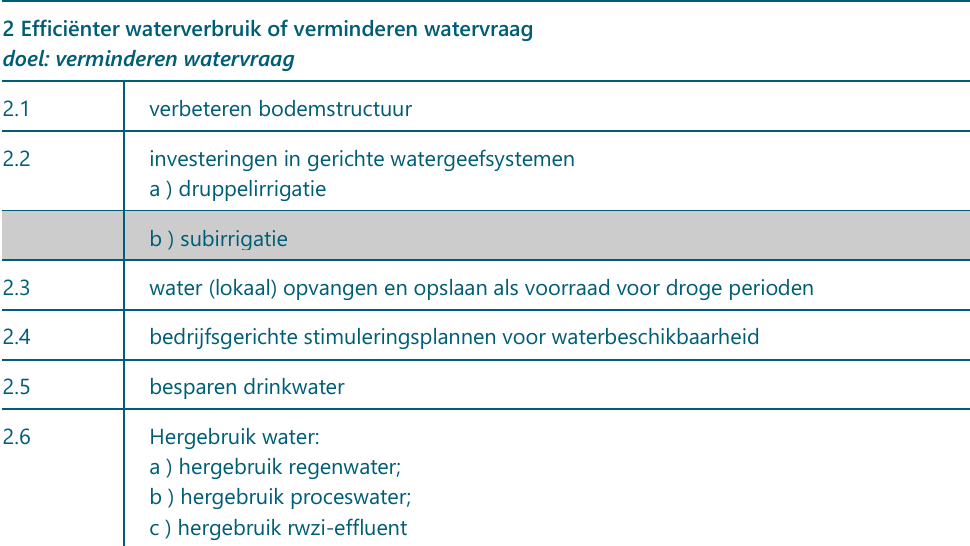 2 Efficiënter waterverbruik of verminderen watervraag
doel: verminderen watervraag
2.1 verbeteren bodemstructuur
2.2 investeringen in gerichte watergeefsystemen
a ) druppelirrigatie
b ) subirrigatie
2.3 water (lokaal) opvangen en opslaan als voorraad voor droge perioden
2.4 bedrijfsgerichte stimuleringsplannen voor waterbeschikbaarheid
2.5 besparen drinkwater
2.6 Hergebruik water:
a ) hergebruik regenwater;
b ) hergebruik proceswater;
c ) hergebruik rwzi-effluent